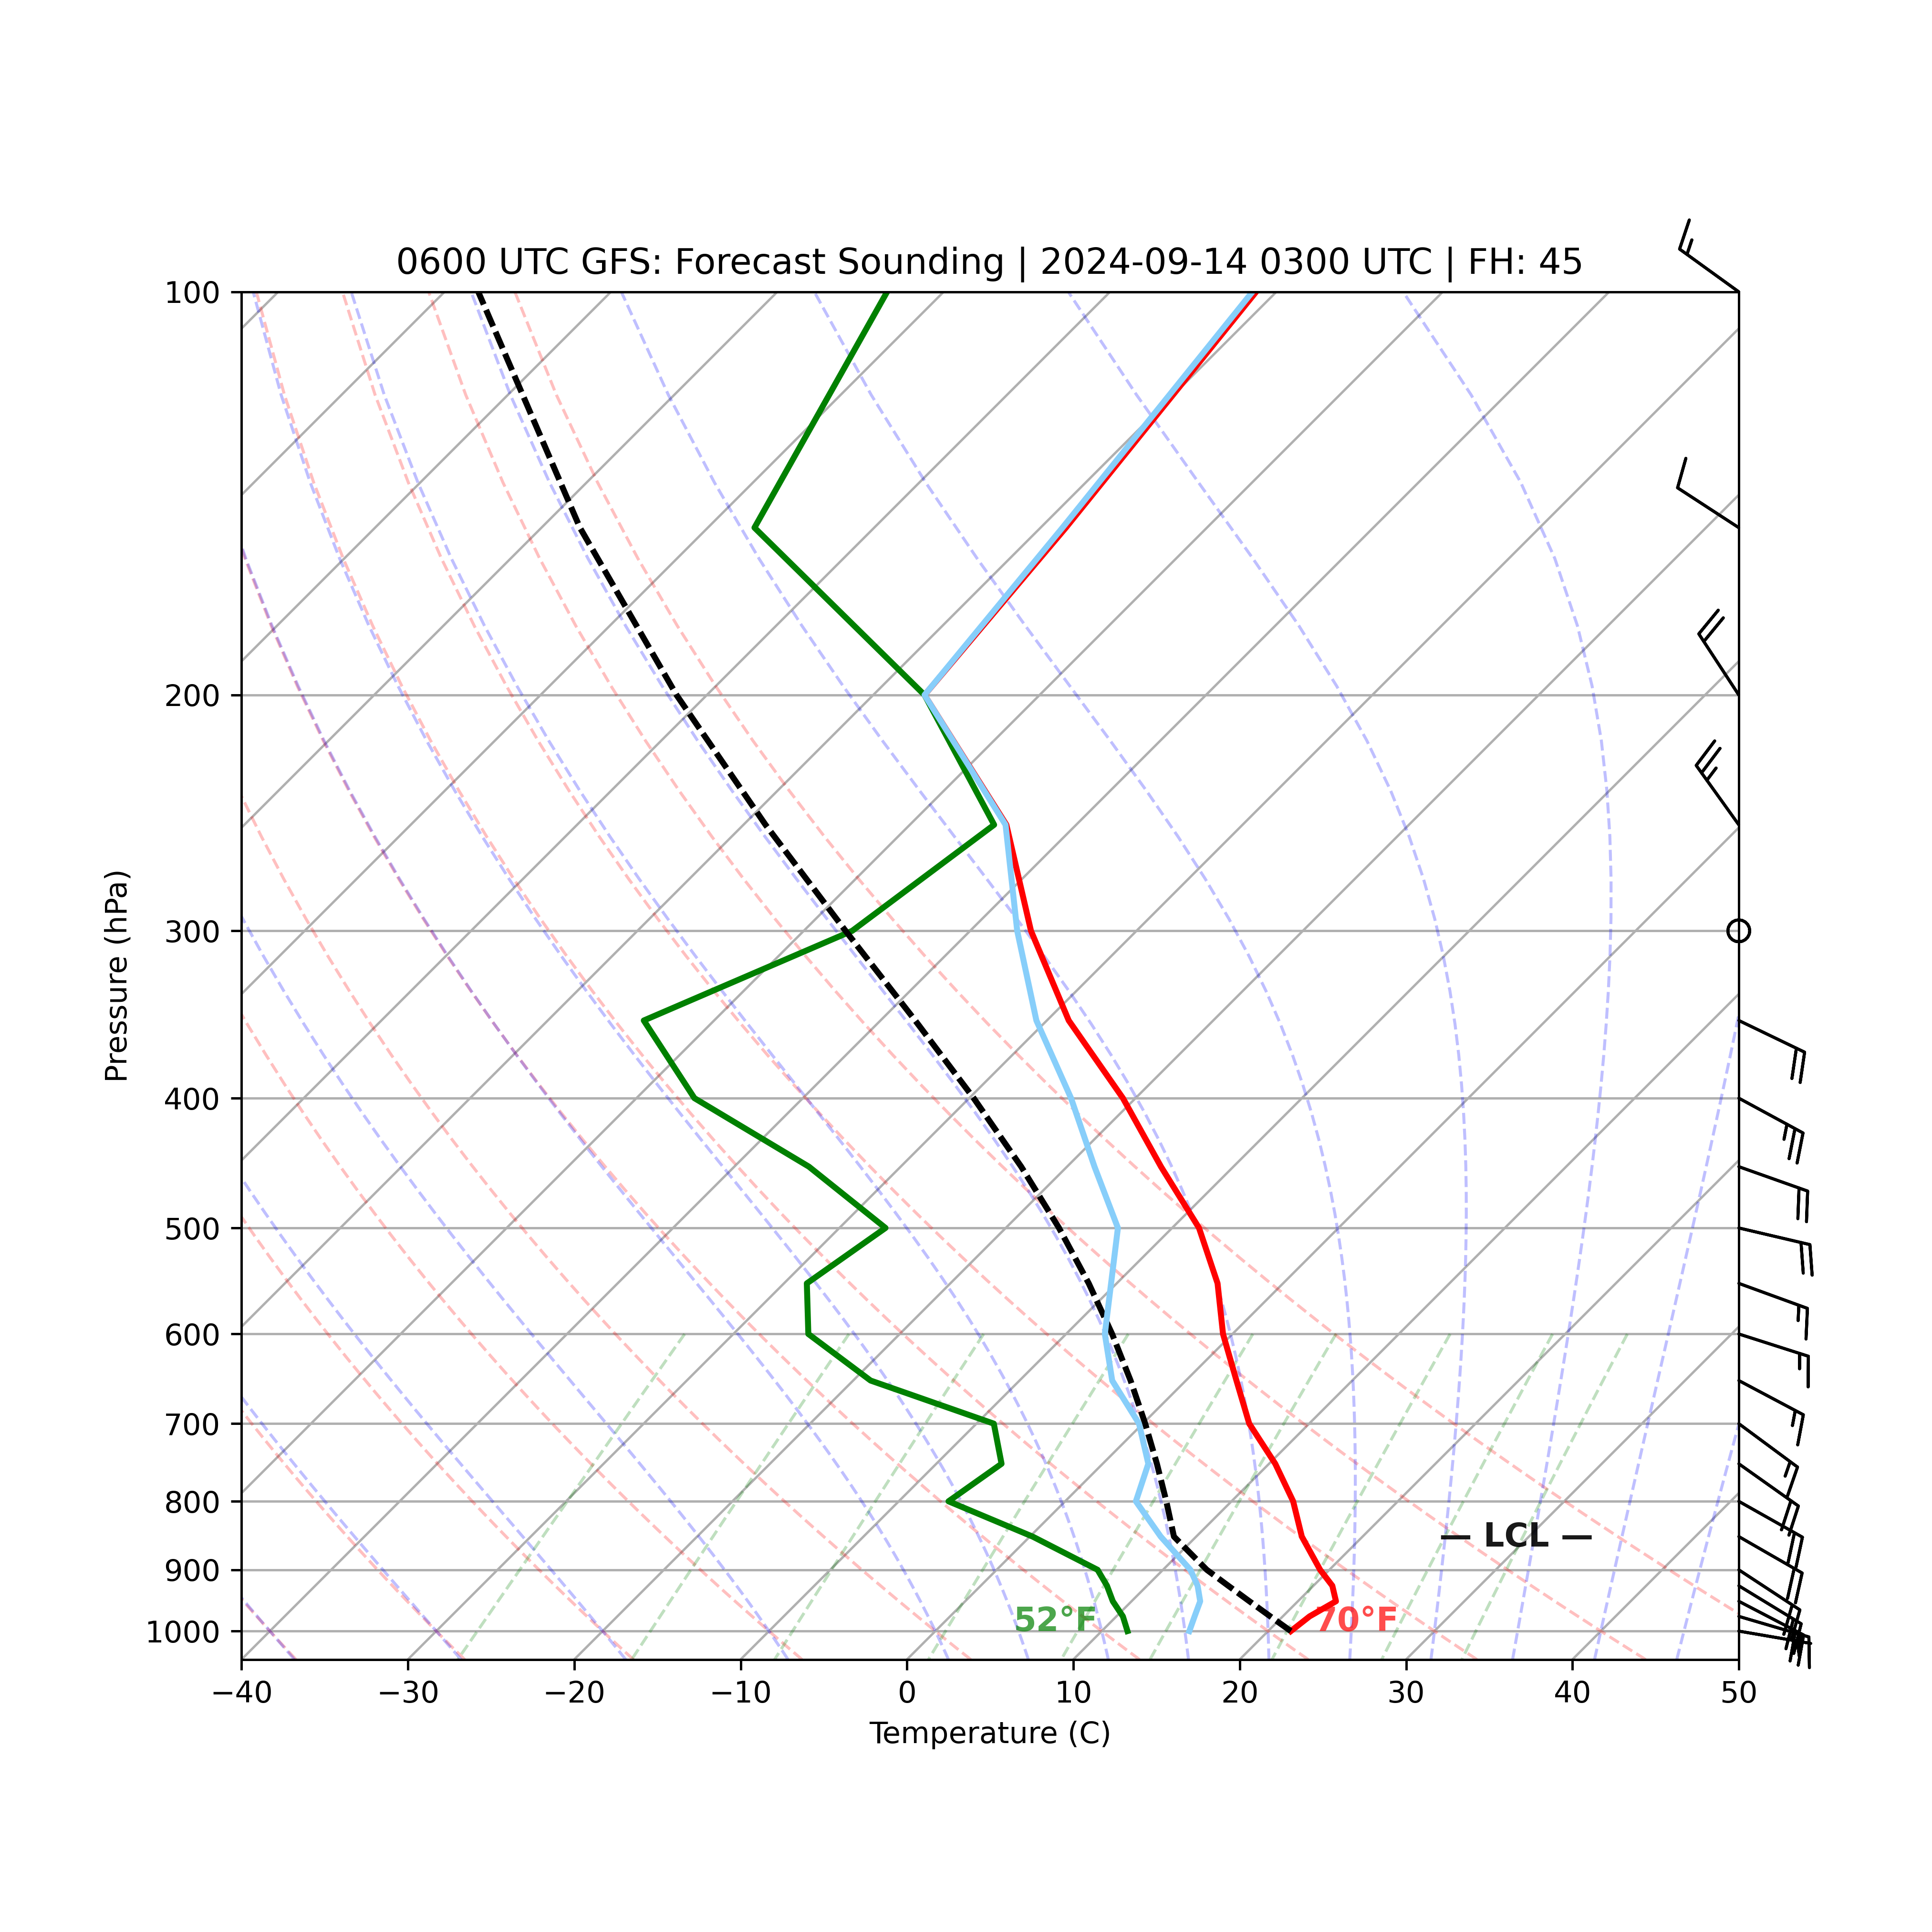 0600 UTC GFS: Forecast Sounding | 2024-09-14 0300 UTC | FH: 45
100
200
300
400
500
600
700
800
900
1000
Pressure (hPa)
— LCL —
52°F
70°F
−40 −30 −20 −10 0 10 20 30 40 50
Temperature (C)